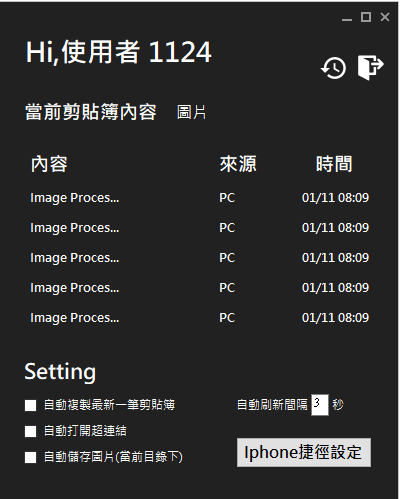 Hi,使用者 1124
當前剪貼簿內容 圖片
內容 來源 時間
Image Proces... PC 01/11 08:09
Image Proces... PC 01/11 08:09
Image Proces... PC 01/11 08:09
Image Proces... PC 01/11 08:09
Image Proces... PC 01/11 08:09
Setting
自動複製最新一筆剪貼簿 自動刷新間隔 3 秒
自動打開超連結
自動儲存圖片(當前目錄下) Iphone捷徑設定